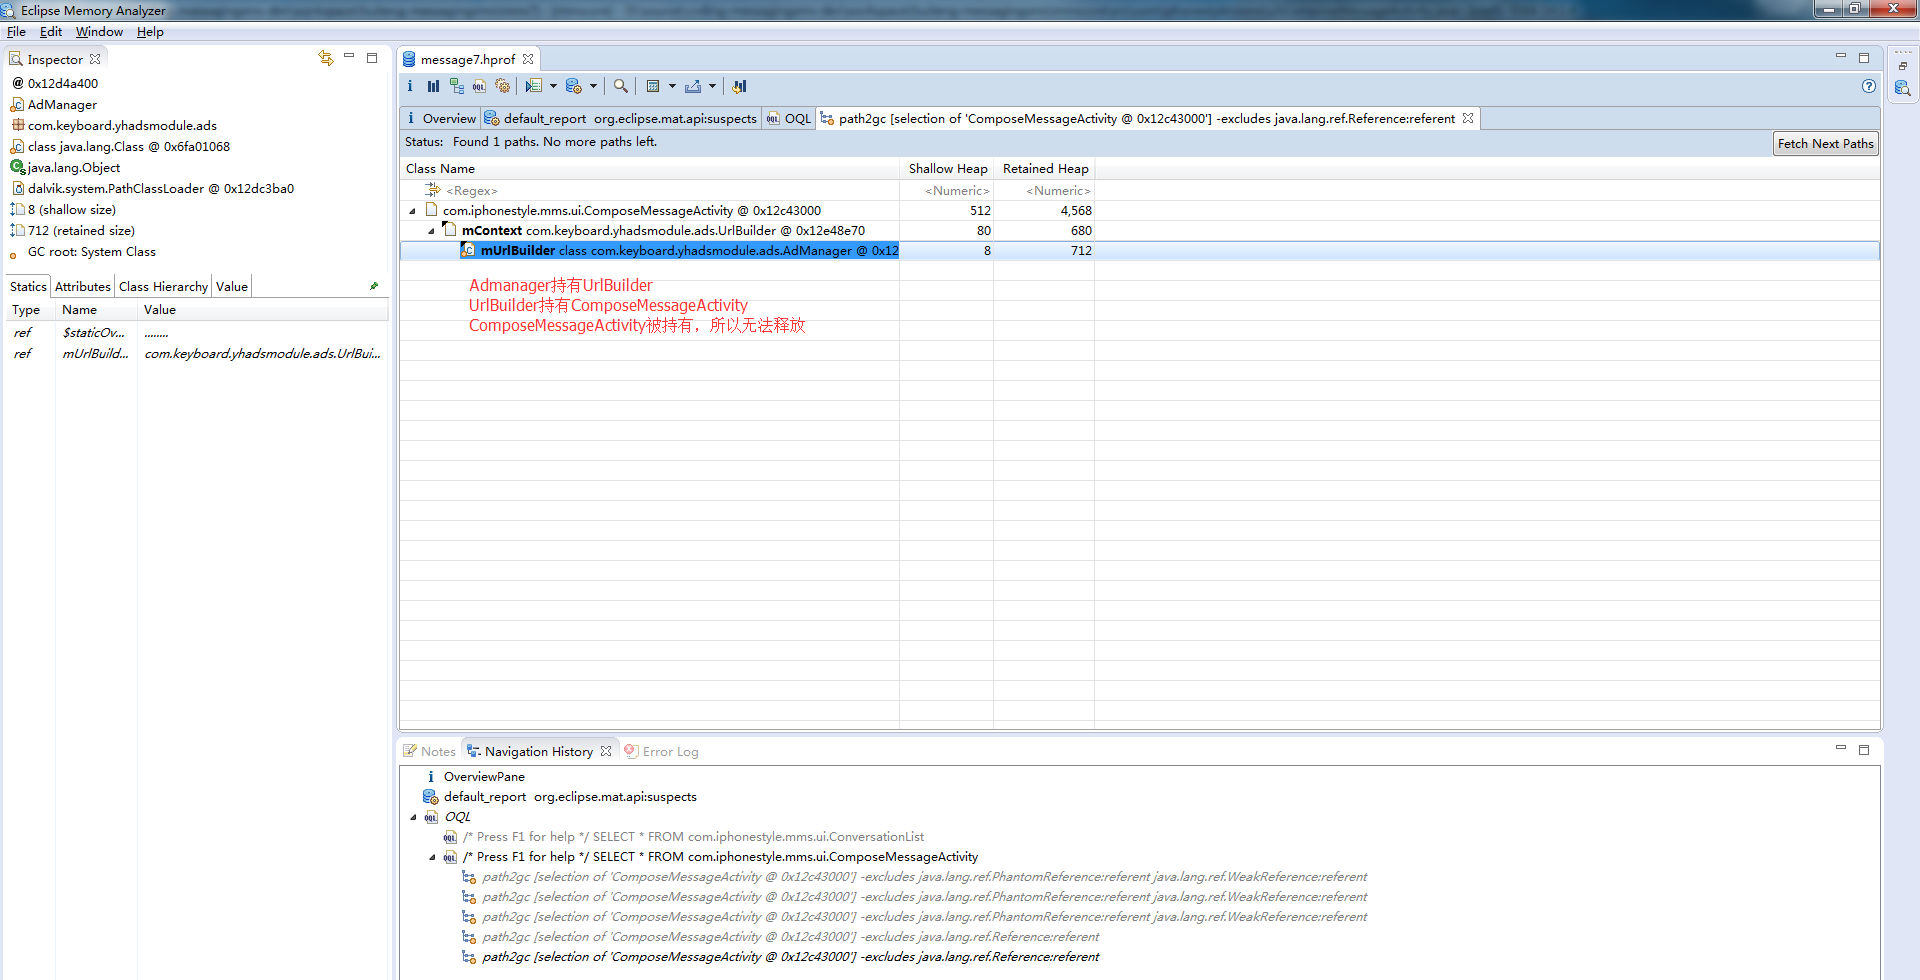 Eclipse Memory Analyzer
File Edit Window Help
Inspector
@ 0x12d4a400
AdManager
com.keyboard.yhadsmodule.ads
class java.lang.Class @ 0x6fa01068
java.lang.Object
dalvik.system.PathClassLoader @ 0x12dc3ba0
8 (shallow size)
712 (retained size)
GC root: System Class
Statics Attributes Class Hierarchy Value
Type Name Value
ref $staticOv... ........
ref mUrlBuild... com.keyboard.yhadsmodule.ads.UrlBui...
message7.hprof
Overview default_report org.eclipse.mat.api:suspects OQL path2gc [selection of 'ComposeMessageActivity @ 0x12c43000'] -excludes java.lang.ref.Reference:referent
Status: Found 1 paths. No more paths left.
Fetch Next Paths
Class Name Shallow Heap Retained Heap
<Regex> <Numeric> <Numeric>
com.iphonestyle.mms.ui.ComposeMessageActivity @ 0x12c43000 512 4,568
mContext com.keyboard.yhadsmodule.ads.UrlBuilder @ 0x12e48e70 80 680
mUrlBuilder class com.keyboard.yhadsmodule.ads.AdManager @ 0x12 8 712
Admanager持有UrlBuilder
UrlBuilder持有ComposeMessageActivity
ComposeMessageActivity被持有，所以无法释放
Notes Navigation History Error Log
OverviewPane
default_report org.eclipse.mat.api:suspects
OQL
/* Press F1 for help */ SELECT * FROM com.iphonestyle.mms.ui.ConversationList
/* Press F1 for help */ SELECT * FROM com.iphonestyle.mms.ui.ComposeMessageActivity
path2gc [selection of 'ComposeMessageActivity @ 0x12c43000'] -excludes java.lang.ref.PhantomReference:referent java.lang.ref.WeakReference:referent
path2gc [selection of 'ComposeMessageActivity @ 0x12c43000'] -excludes java.lang.ref.PhantomReference:referent java.lang.ref.WeakReference:referent
path2gc [selection of 'ComposeMessageActivity @ 0x12c43000'] -excludes java.lang.ref.PhantomReference:referent java.lang.ref.WeakReference:referent
path2gc [selection of 'ComposeMessageActivity @ 0x12c43000'] -excludes java.lang.ref.Reference:referent
path2gc [selection of 'ComposeMessageActivity @ 0x12c43000'] -excludes java.lang.ref.Reference:referent